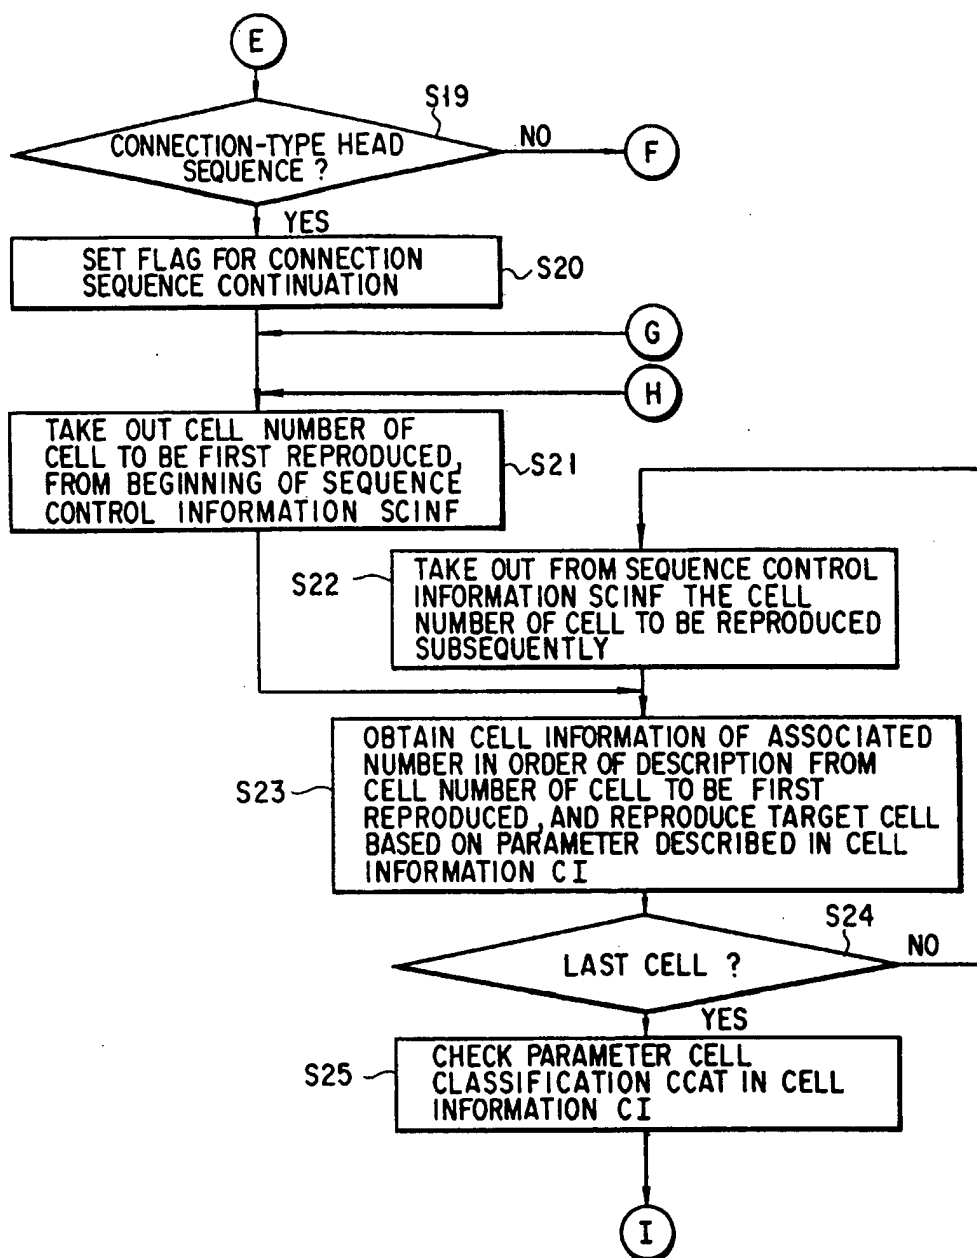 E
S19
CONNECTION-TYPE HEAD
SEQUENCE ?
NO
F
YES
SET FLAG FOR CONNECTION
SEQUENCE CONTINUATION
S20
G
H
TAKE OUT CELL NUMBER OF
CELL TO BE FIRST REPRODUCED,
FROM BEGINNING OF SEQUENCE
CONTROL INFORMATION SCINF
S21
S22
TAKE OUT FROM SEQUENCE CONTROL
INFORMATION SCINF THE CELL
NUMBER OF CELL TO BE REPRODUCED
SUBSEQUENTLY
S23
OBTAIN CELL INFORMATION OF ASSOCIATED
NUMBER IN ORDER OF DESCRIPTION FROM
CELL NUMBER OF CELL TO BE FIRST
REPRODUCED, AND REPRODUCE TARGET CELL
BASED ON PARAMETER DESCRIBED IN CELL
INFORMATION CI
S24
LAST CELL ?
NO
YES
S25
CHECK PARAMETER CELL
CLASSIFICATION CCAT IN CELL
INFORMATION CI
I